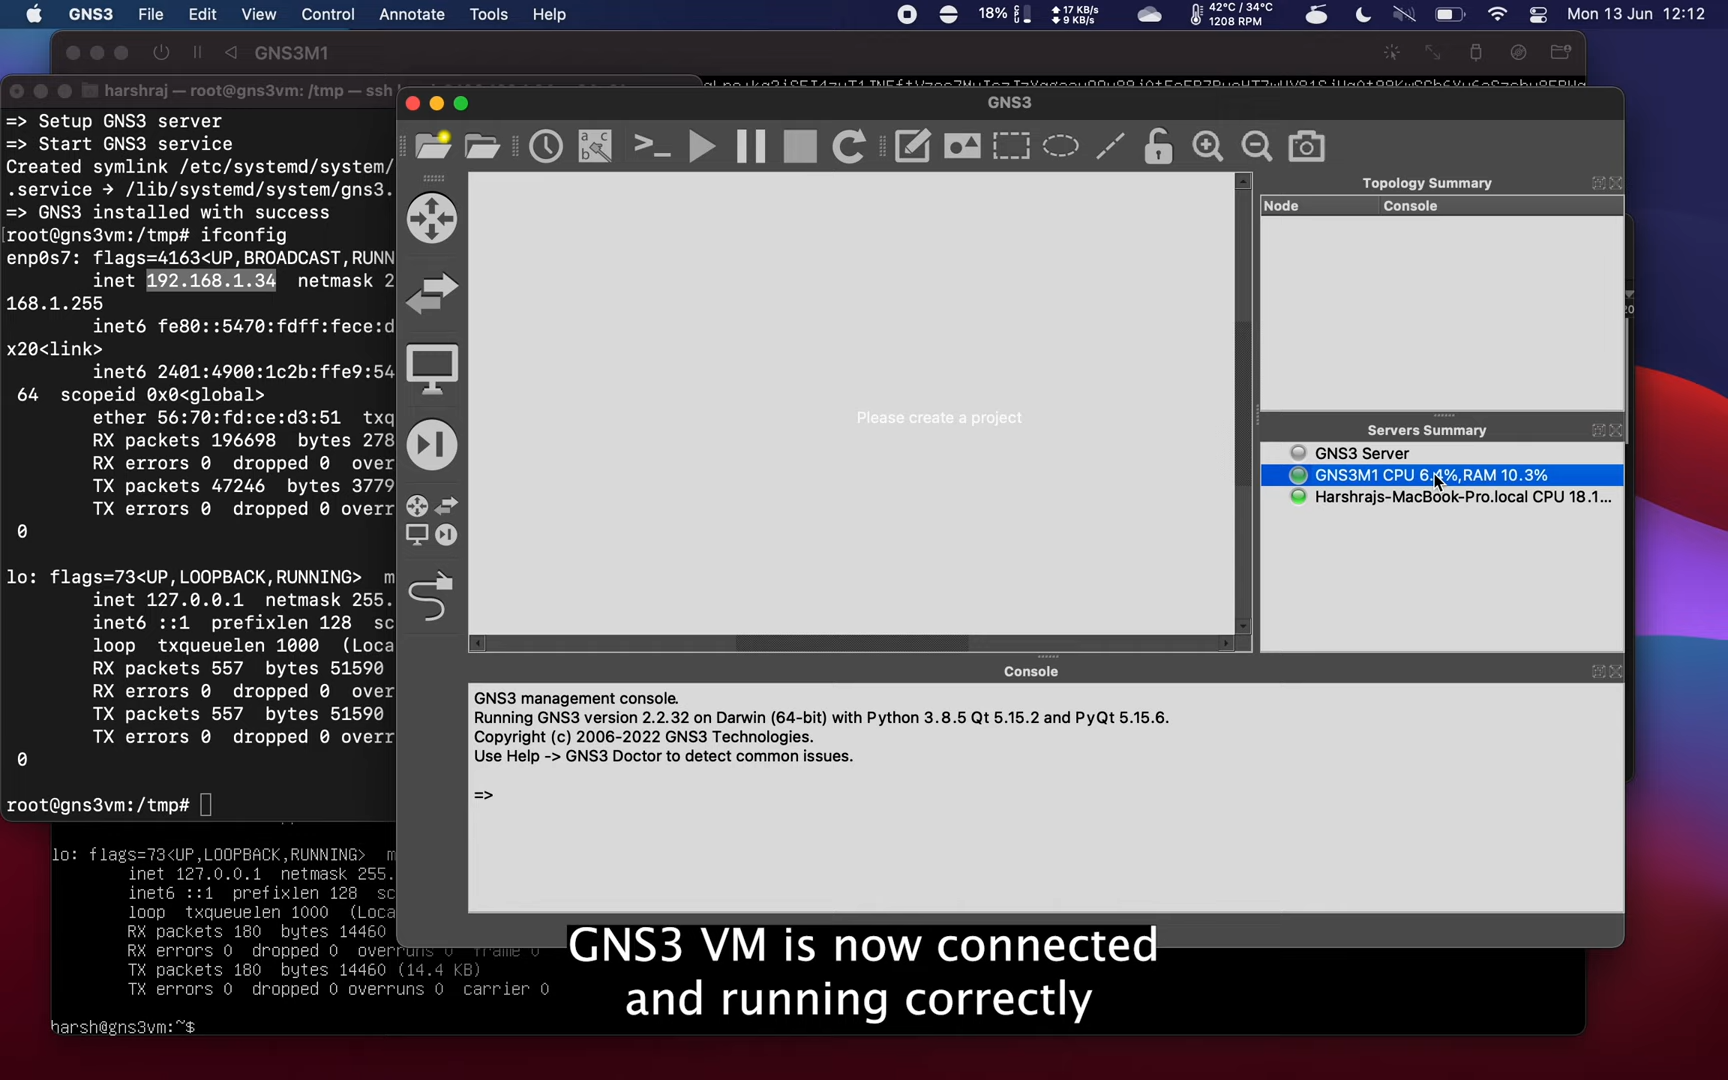 GNS3 File Edit View Control Annotate Tools Help
18% 17 KB/s 9 KB/s 42°C / 34°C 1208 RPM Mon 13 Jun 12:12
GNS3M1
harshraj — root@gns3vm: /tmp — ssh
=> Setup GNS3 server
=> Start GNS3 service
Created symlink /etc/systemd/system/
.service → /lib/systemd/system/gns3.
=> GNS3 installed with success
root@gns3vm:/tmp# ifconfig
enp0s7: flags=4163<UP,BROADCAST,RUNN
inet 192.168.1.34 netmask 2
168.1.255
inet6 fe80::5470:fdff:fece:d
x20<link>
inet6 2401:4900:1c2b:ffe9:54
64 scopeid 0x0<global>
ether 56:70:fd:ce:d3:51 txq
RX packets 196698 bytes 278
RX errors 0 dropped 0 over
TX packets 47246 bytes 3779
TX errors 0 dropped 0 overr
0
lo: flags=73<UP,LOOPBACK,RUNNING> m
inet 127.0.0.1 netmask 255.
inet6 ::1 prefixlen 128 sc
loop txqueuelen 1000 (Loca
RX packets 557 bytes 51590
RX errors 0 dropped 0 over
TX packets 557 bytes 51590
TX errors 0 dropped 0 overr
0
root@gns3vm:/tmp#
GNS3
Please create a project
Topology Summary
Node Console
Servers Summary
GNS3 Server
GNS3M1 CPU 6.4%, RAM 10.3%
Harshrajs-MacBook-Pro.local CPU 18.1...
Console
GNS3 management console.
Running GNS3 version 2.2.32 on Darwin (64-bit) with Python 3.8.5 Qt 5.15.2 and PyQt 5.15.6.
Copyright (c) 2006-2022 GNS3 Technologies.
Use Help -> GNS3 Doctor to detect common issues.
=>
lo: flags=73<UP,LOOPBACK,RUNNING> m
inet 127.0.0.1 netmask 255.
inet6 ::1 prefixlen 128 sc
loop txqueuelen 1000 (Loca
RX packets 180 bytes 14460
RX errors 0 dropped 0 overruns 0 frame 0
TX packets 180 bytes 14460 (14.4 KB)
TX errors 0 dropped 0 overruns 0 carrier 0
harsh@gns3vm:~$
GNS3 VM is now connected
and running correctly